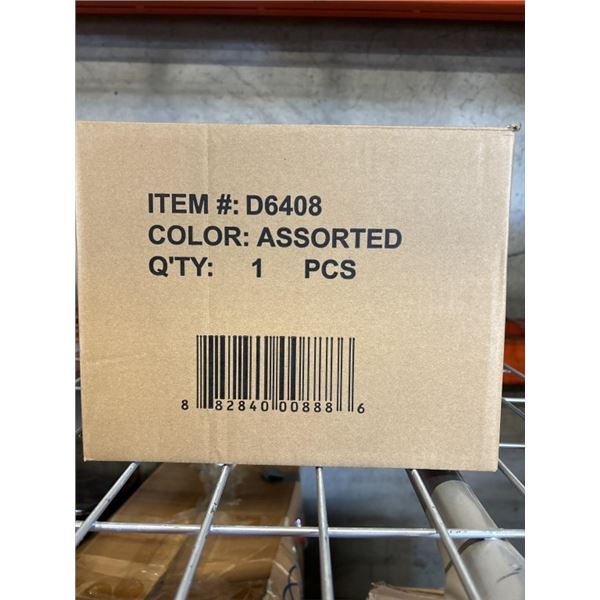 ITEM #: D6408
COLOR: ASSORTED
Q'TY: 1 PCS
8 82840 00888 6